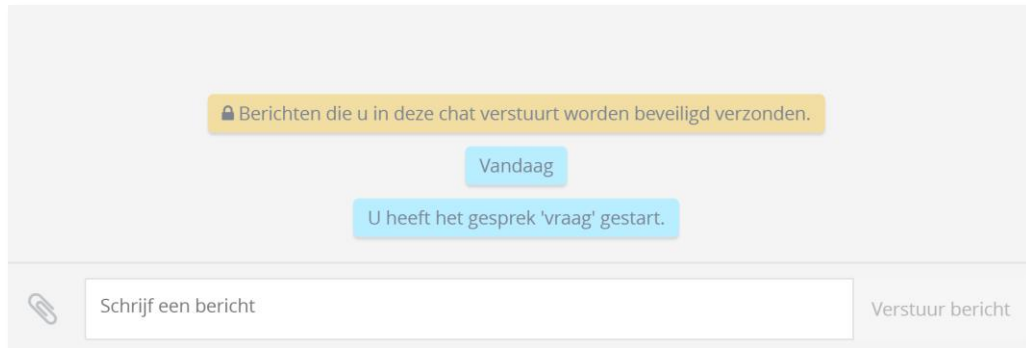 Berichten die u in deze chat verstuurt worden beveiligd verzonden.
Vandaag
U heeft het gesprek 'vraag' gestart.
Schrijf een bericht
Verstuur bericht